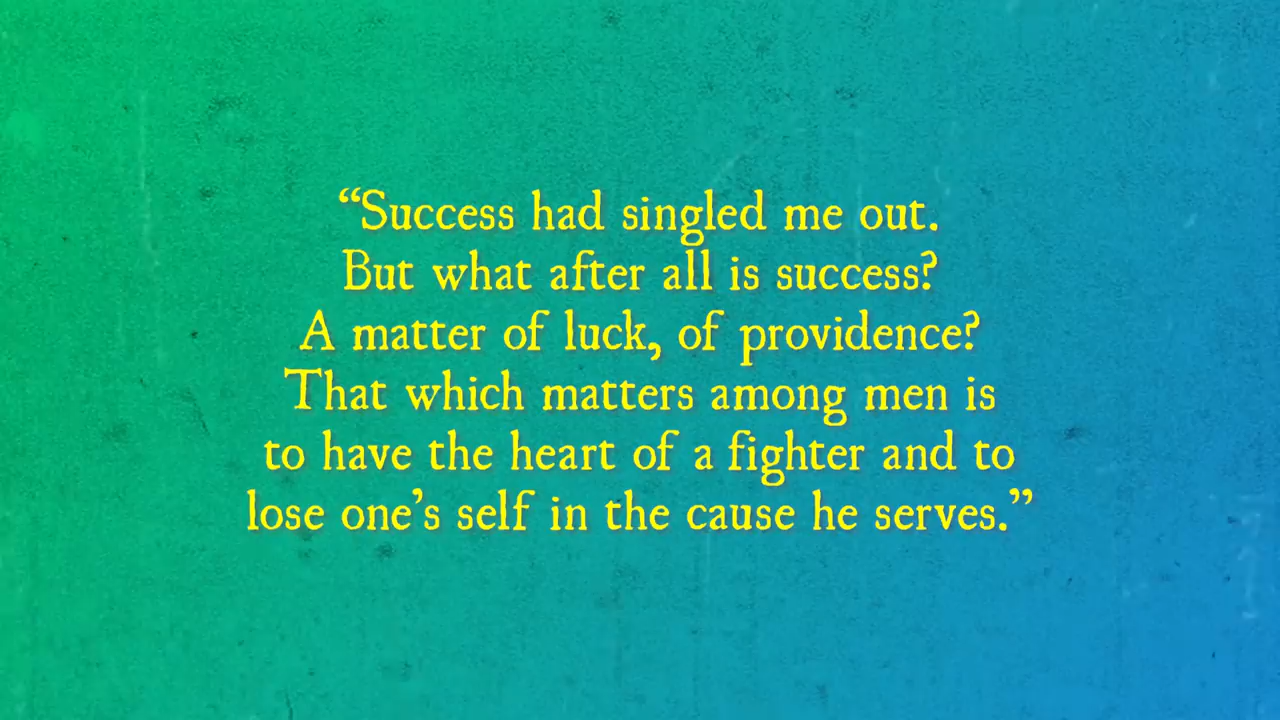 “Success had singled me out.
But what after all is success?
A matter of luck, of providence?
That which matters among men is
to have the heart of a fighter and to
lose one’s self in the cause he serves.”